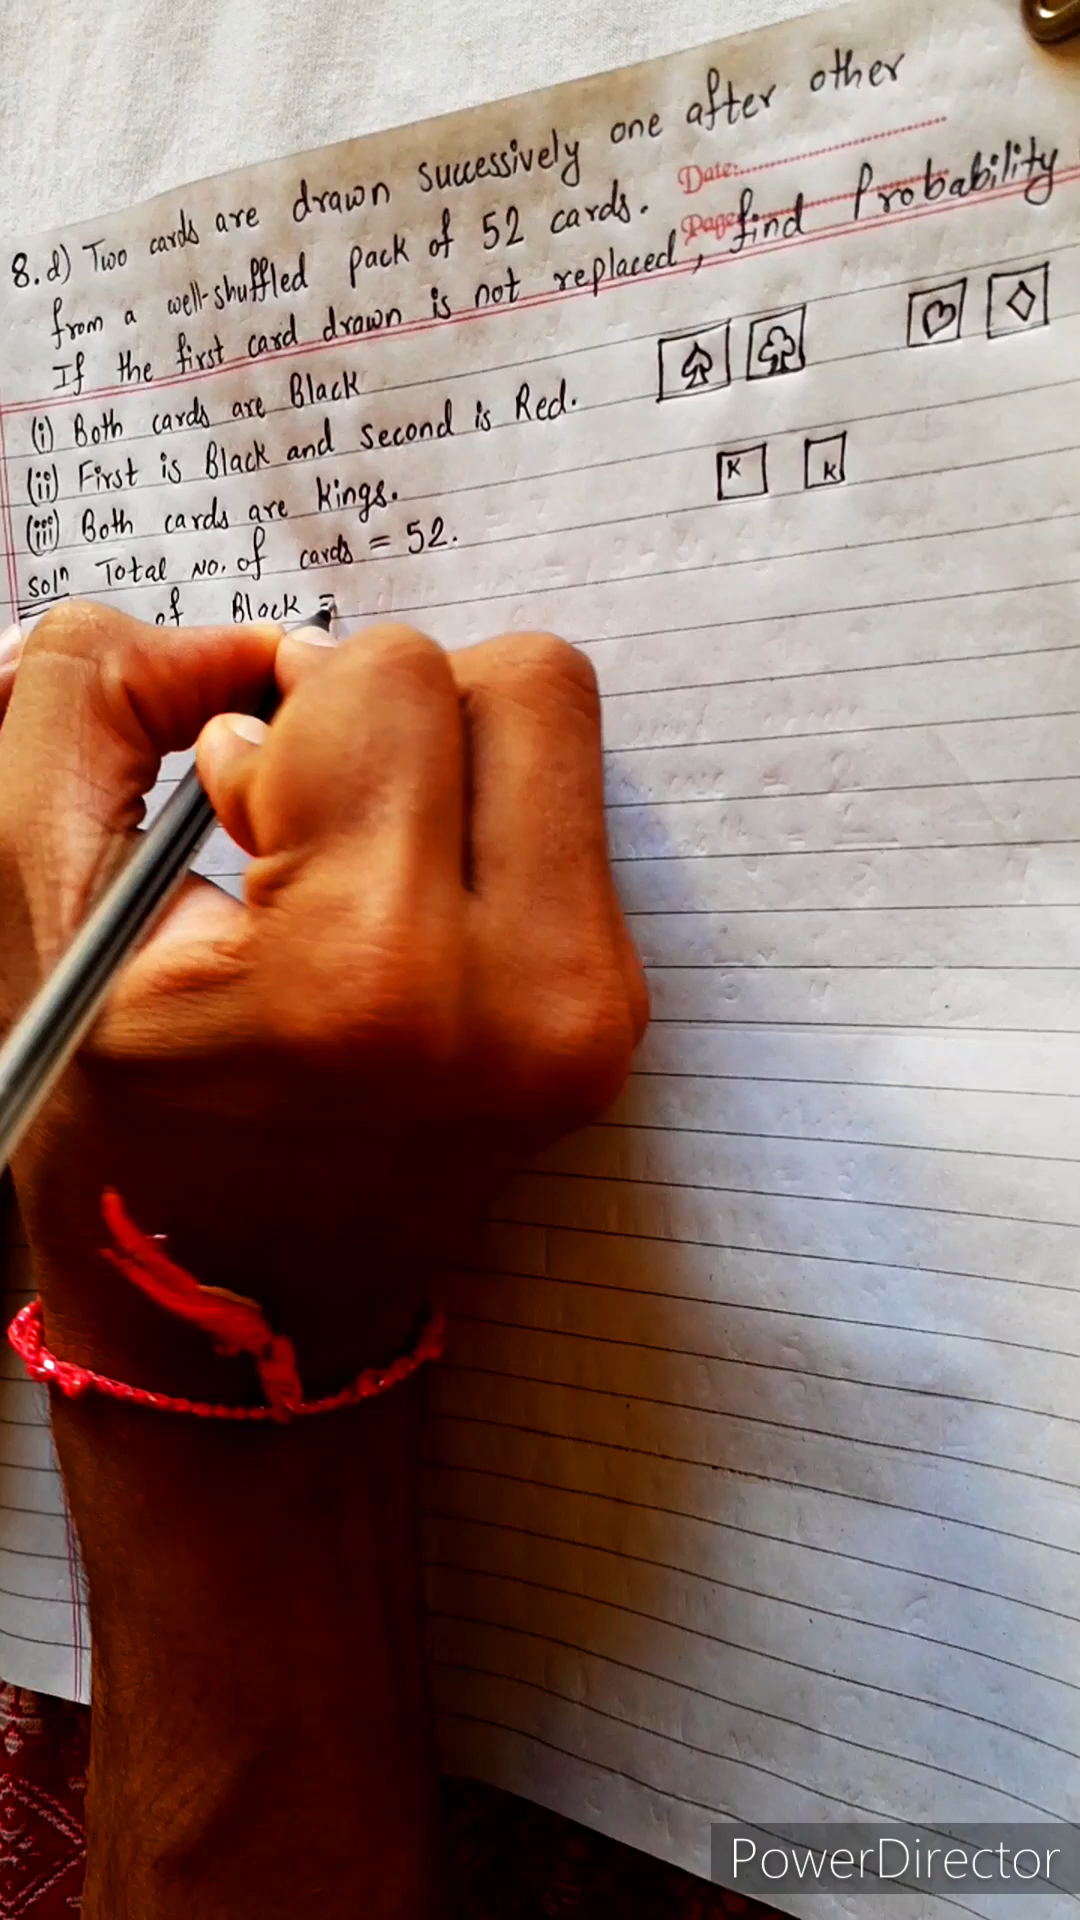 8.d) Two cards are drawn successively one after other
Date:
from a well-shuffled pack of 52 cards.
Page
If the first card drawn is not replaced, find Probability
(i) Both cards are Black
(ii) First is Black and second is Red.
(iii) Both cards are kings.
K K
Solⁿ Total No. of cards = 52.
of Black =
PowerDirector